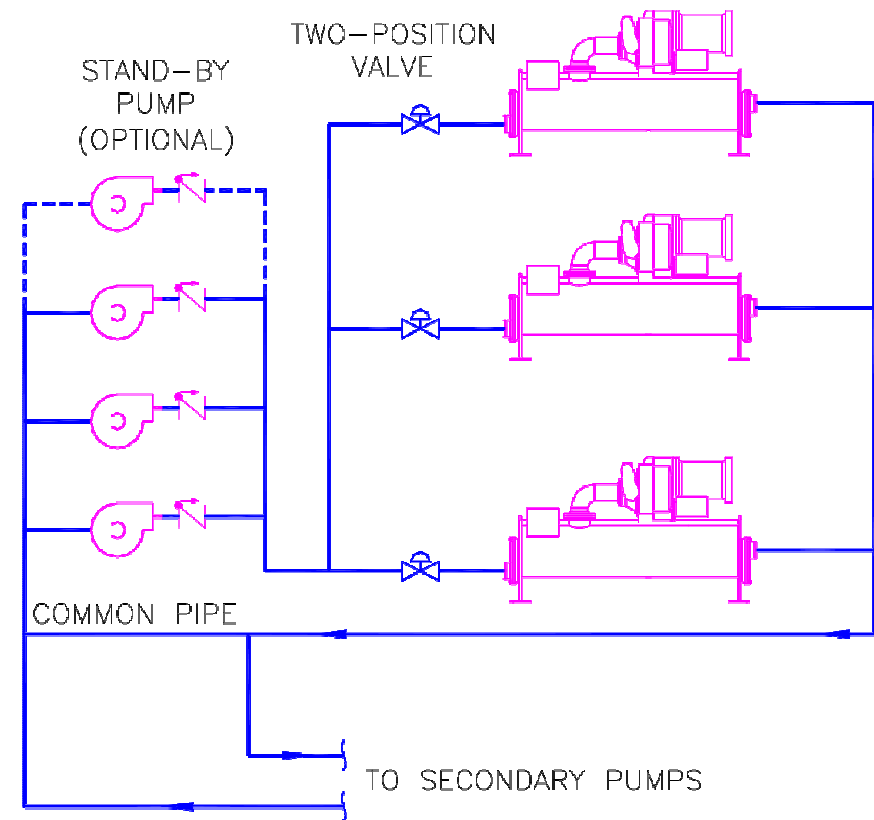 TWO-POSITION
VALVE
STAND-BY
PUMP
(OPTIONAL)
COMMON PIPE
TO SECONDARY PUMPS